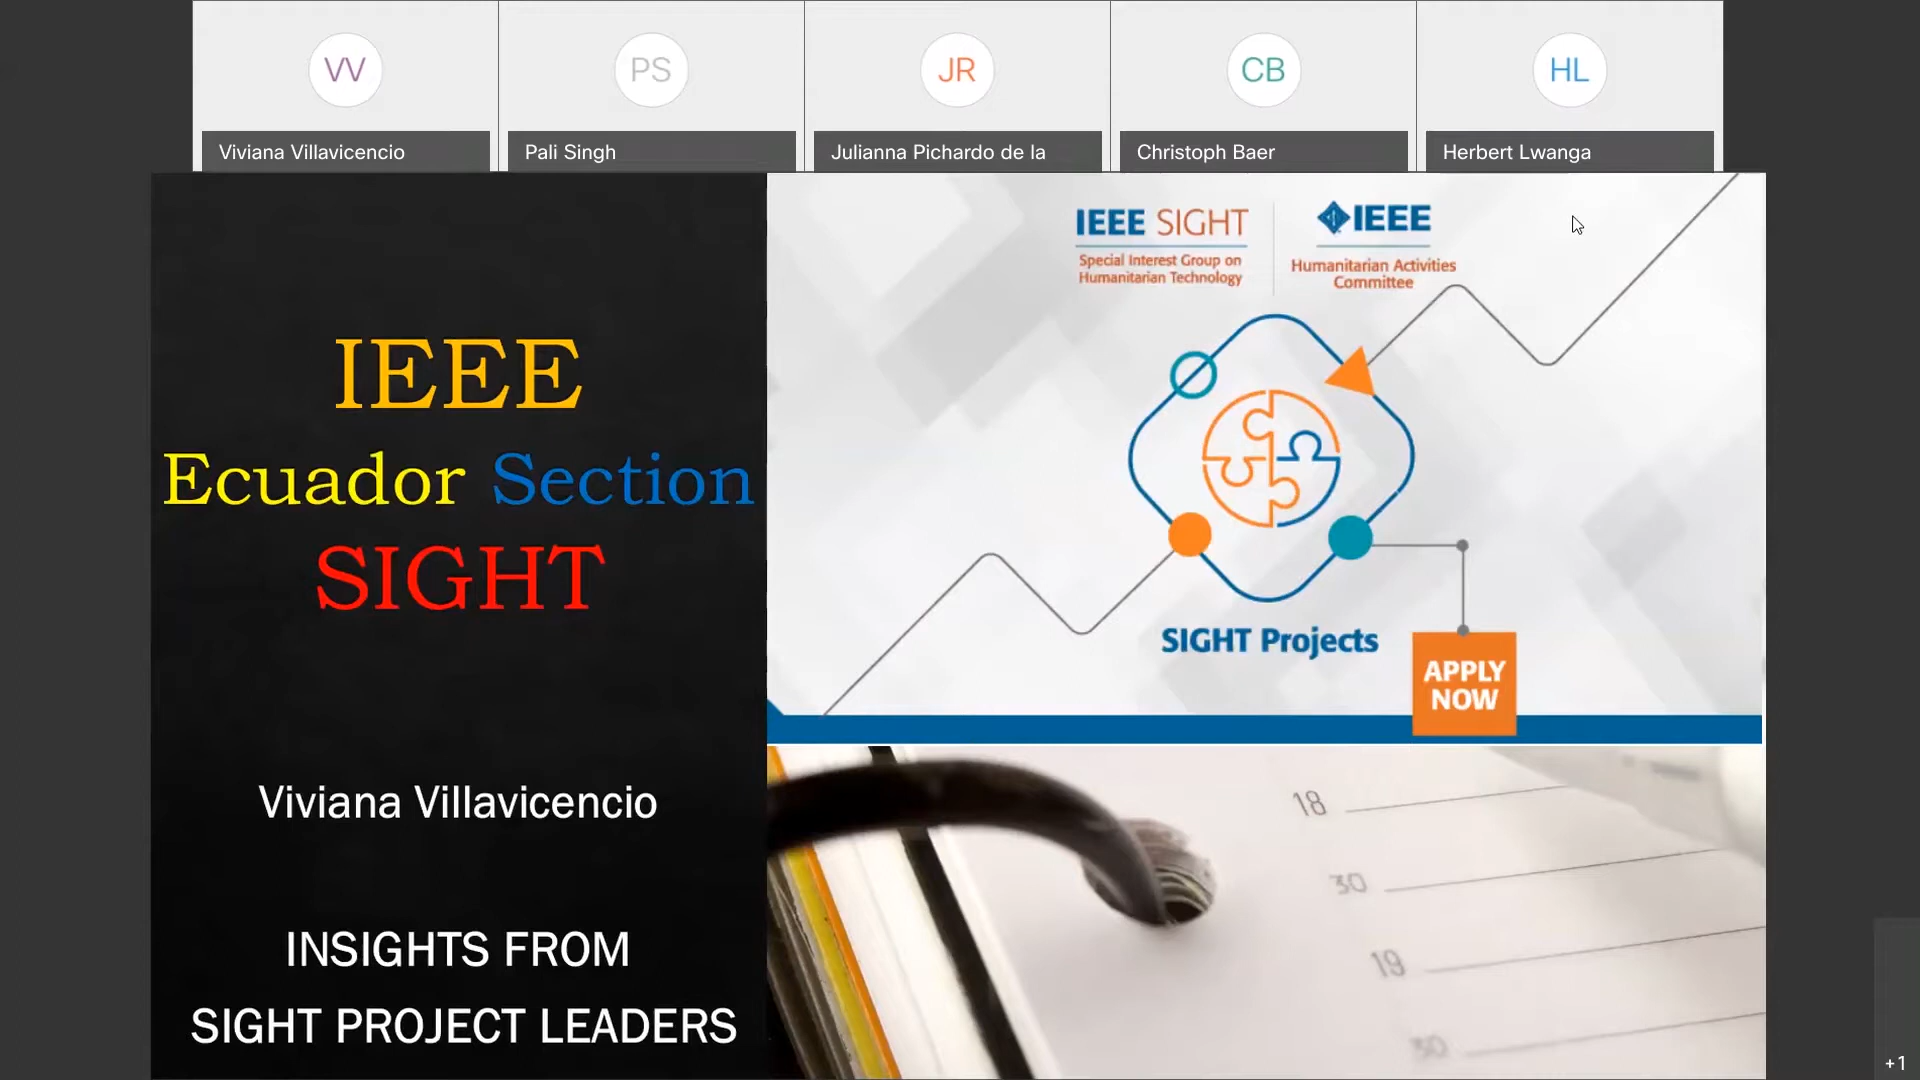 VV
PS
JR
CB
HL
Viviana Villavicencio
Pali Singh
Julianna Pichardo de la
Christoph Baer
Herbert Lwanga
IEEE
Ecuador Section
SIGHT
Viviana Villavicencio
INSIGHTS FROM
SIGHT PROJECT LEADERS
IEEE SIGHT
Special Interest Group on
Humanitarian Technology
IEEE
Humanitarian Activities
Committee
SIGHT Projects
APPLY
NOW
18
30
19
30
+1